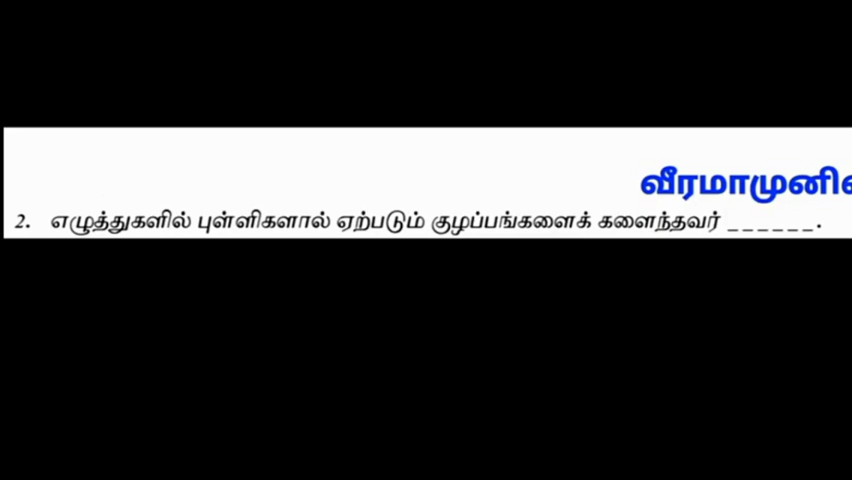 வீரமாமுனி
2. எழுத்துகளில் புள்ளிகளால் ஏற்படும் குழப்பங்களைக் களைந்தவர் ______.